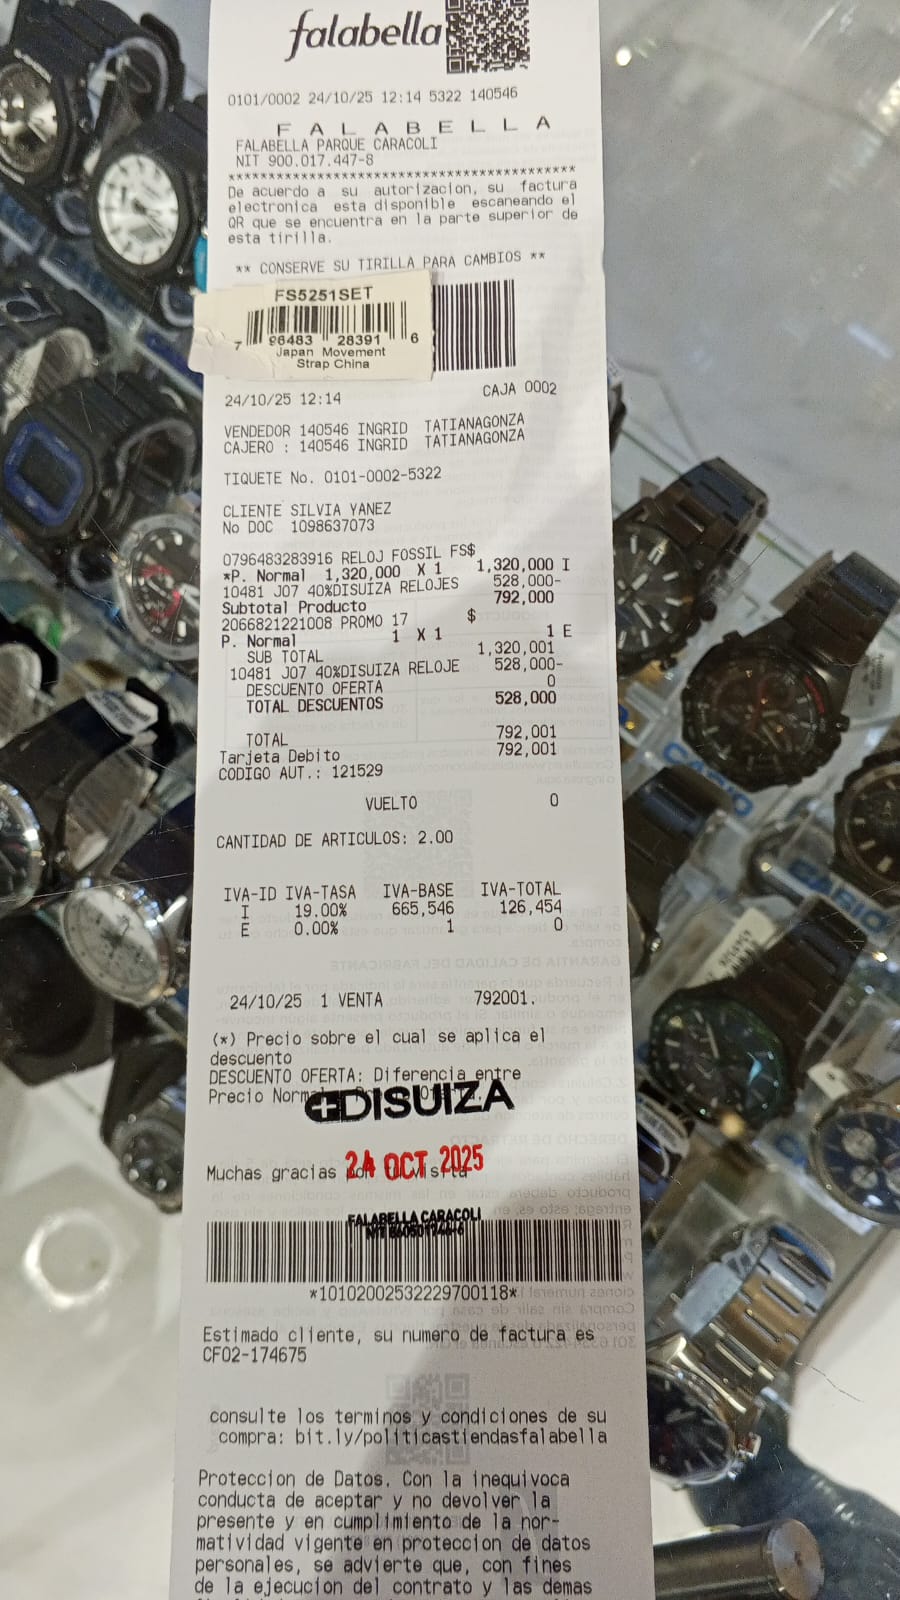 falabella
0101/0002 24/10/25 12:14 5322 140546
F A L A B E L L A
FALABELLA PARQUE CARACOLI
NIT 900.017.447-8
******************************************
De acuerdo a su autorizacion, su factura
electronica esta disponible escaneando el
QR que se encuentra en la parte superior de
esta tirilla.
** CONSERVE SU TIRILLA PARA CAMBIOS **
FS5251SET
7 96483 28391 6
Japan Movement
Strap China
24/10/25 12:14 CAJA 0002
VENDEDOR 140546 INGRID TATIANAGONZA
CAJERO : 140546 INGRID TATIANAGONZA
TIQUETE No. 0101-0002-5322
CLIENTE SILVIA YANEZ
No DOC 1098637073
0796483283916 RELOJ FOSSIL FS$
*P. Normal 1,320,000 X 1 1,320,000 I
10481 J07 40%DISUIZA RELOJES 528,000-
Subtotal Producto 792,000
2066821221008 PROMO 17 $
P. Normal 1 X 1 1 E
SUB TOTAL 1,320,001
10481 J07 40%DISUIZA RELOJE 528,000-
DESCUENTO OFERTA 0
TOTAL DESCUENTOS 528,000
TOTAL 792,001
Tarjeta Debito 792,001
CODIGO AUT.: 121529
VUELTO 0
CANTIDAD DE ARTICULOS: 2.00
IVA-ID IVA-TASA IVA-BASE IVA-TOTAL
I 19.00% 665,546 126,454
E 0.00% 1 0
24/10/25 1 VENTA 792001.
(*) Precio sobre el cual se aplica el
descuento
DESCUENTO OFERTA: Diferencia entre
Precio
DISUIZA
24 OCT 2025
Muchas gracias por tu visita
FALABELLA CARACOLI
*10102002532229700118*
Estimado cliente, su numero de factura es
CF02-174675
consulte los terminos y condiciones de su
compra: bit.ly/politicastiendasfalabella
Proteccion de Datos. Con la inequivoca
conducta de aceptar y no devolver la
presente y en cumplimiento de la nor-
matividad vigente en proteccion de datos
personales, se advierte que, con fines
de la ejecucion del contrato y las demas
CASIO
CASIO